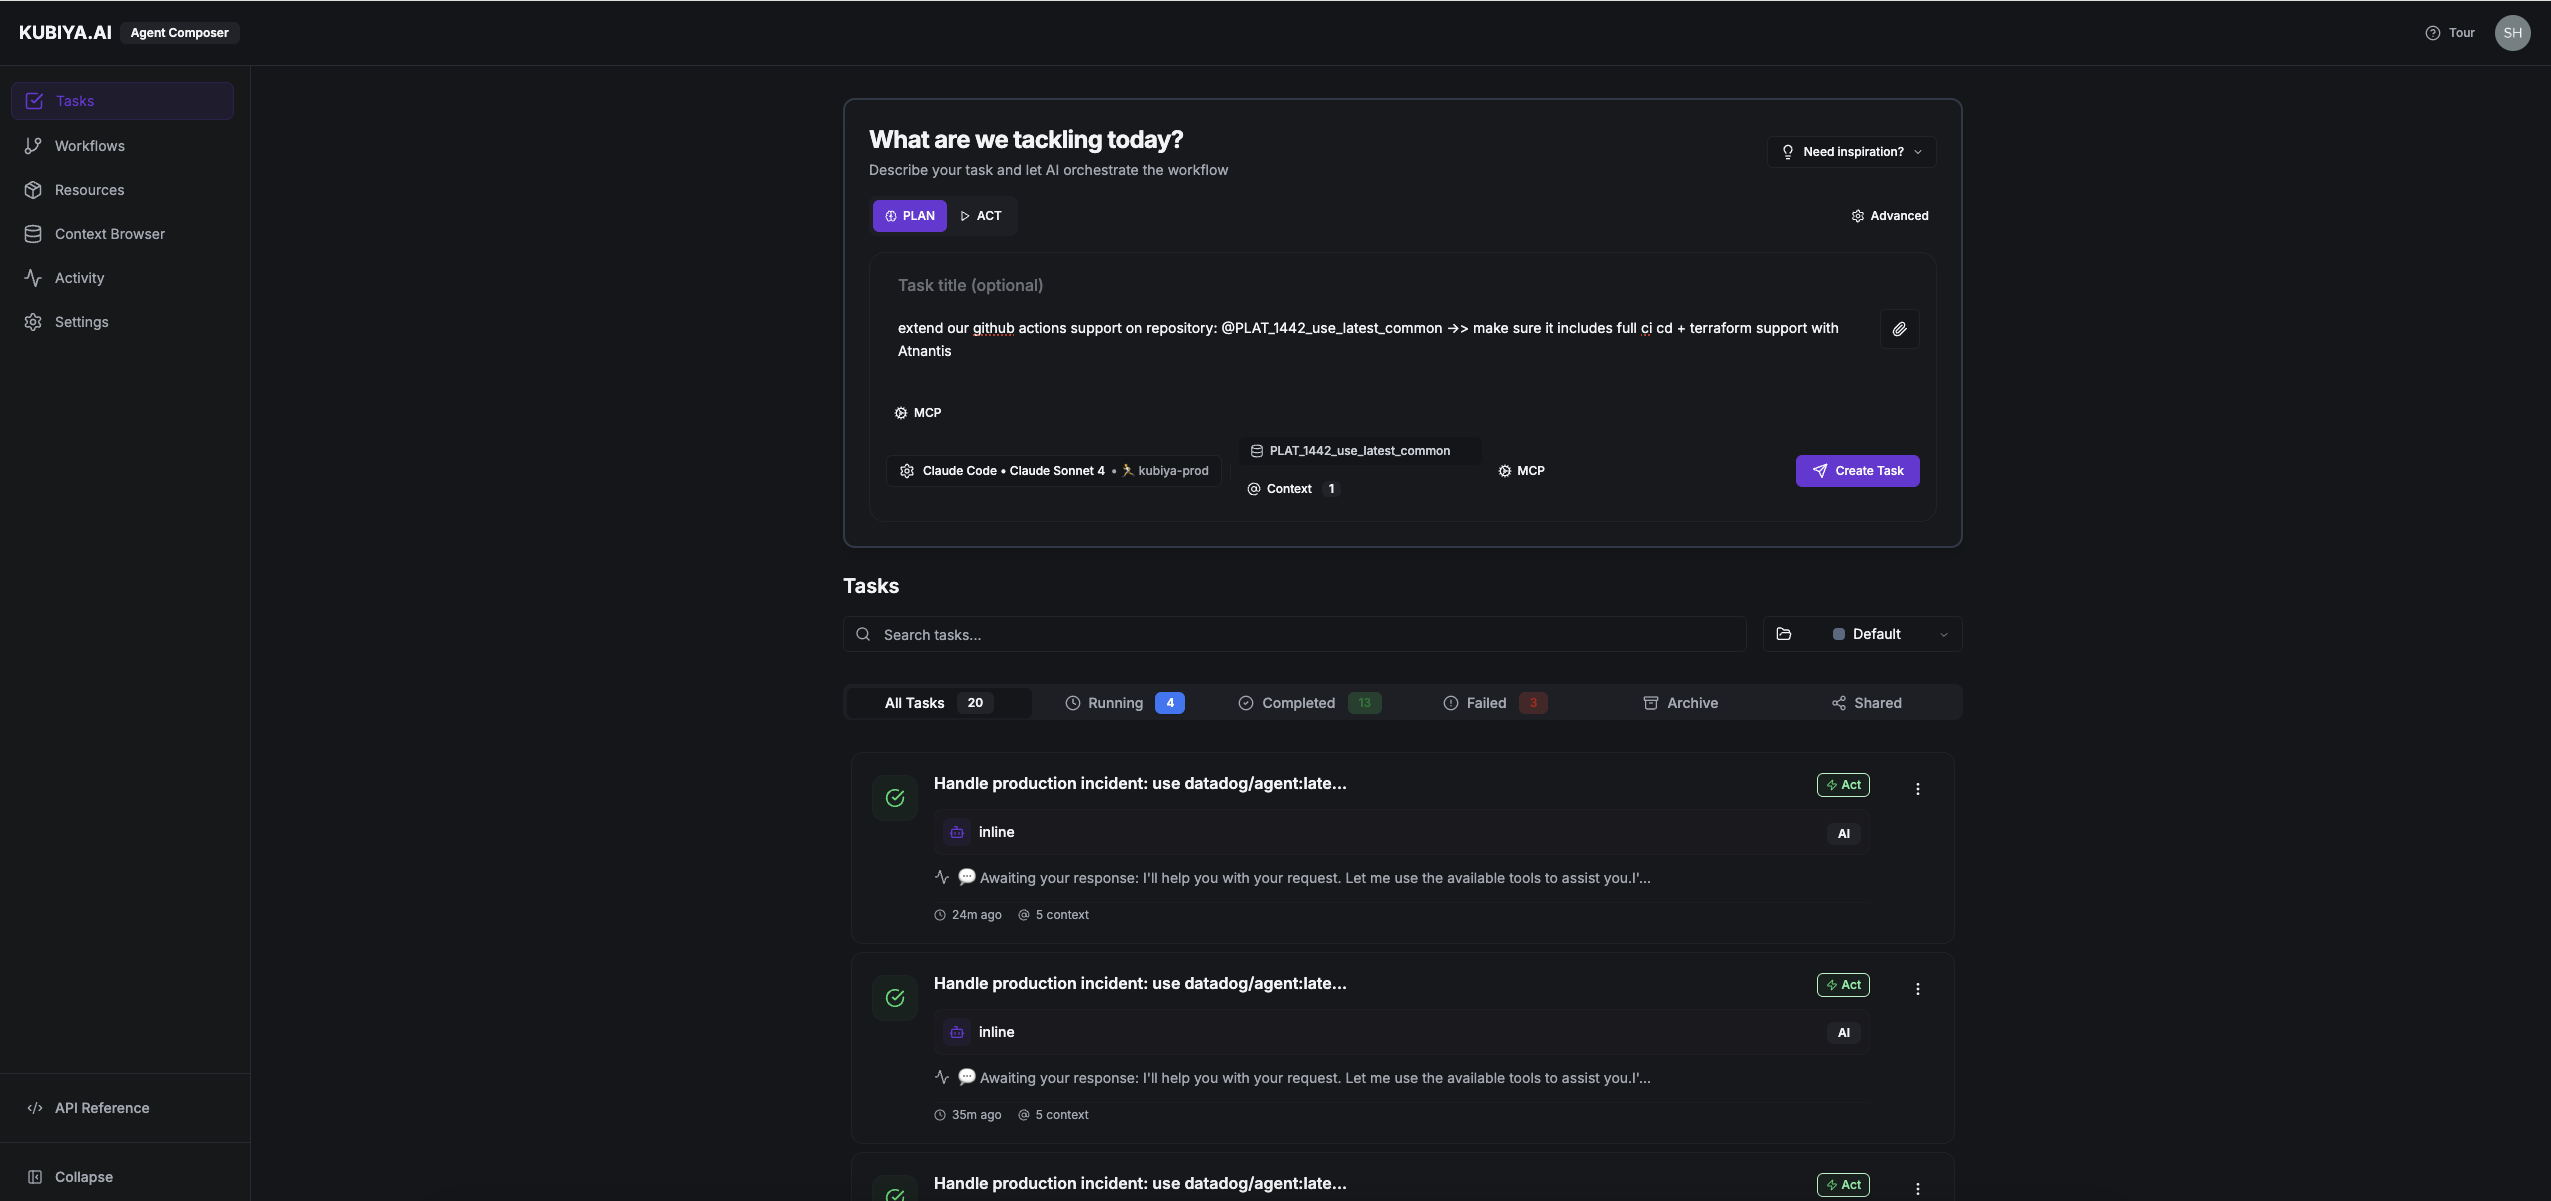 KUBIYA.AI Agent Composer
Tour SH
Tasks
Workflows
Resources
Context Browser
Activity
Settings
API Reference
Collapse
What are we tackling today?
Describe your task and let AI orchestrate the workflow
Need inspiration?
PLAN ACT
Advanced
Task title (optional)
extend our github actions support on repository: @PLAT_1442_use_latest_common ->> make sure it includes full ci cd + terraform support with
Atnantis
MCP
Claude Code • Claude Sonnet 4 • kubiya-prod
PLAT_1442_use_latest_common
Context 1
MCP
Create Task
Tasks
Search tasks...
Default
All Tasks 20 Running 4 Completed 13 Failed 3 Archive Shared
Handle production incident: use datadog/agent:late... Act
inline AI
Awaiting your response: I'll help you with your request. Let me use the available tools to assist you.I'...
24m ago 5 context
Handle production incident: use datadog/agent:late... Act
inline AI
Awaiting your response: I'll help you with your request. Let me use the available tools to assist you.I'...
35m ago 5 context
Handle production incident: use datadog/agent:late... Act